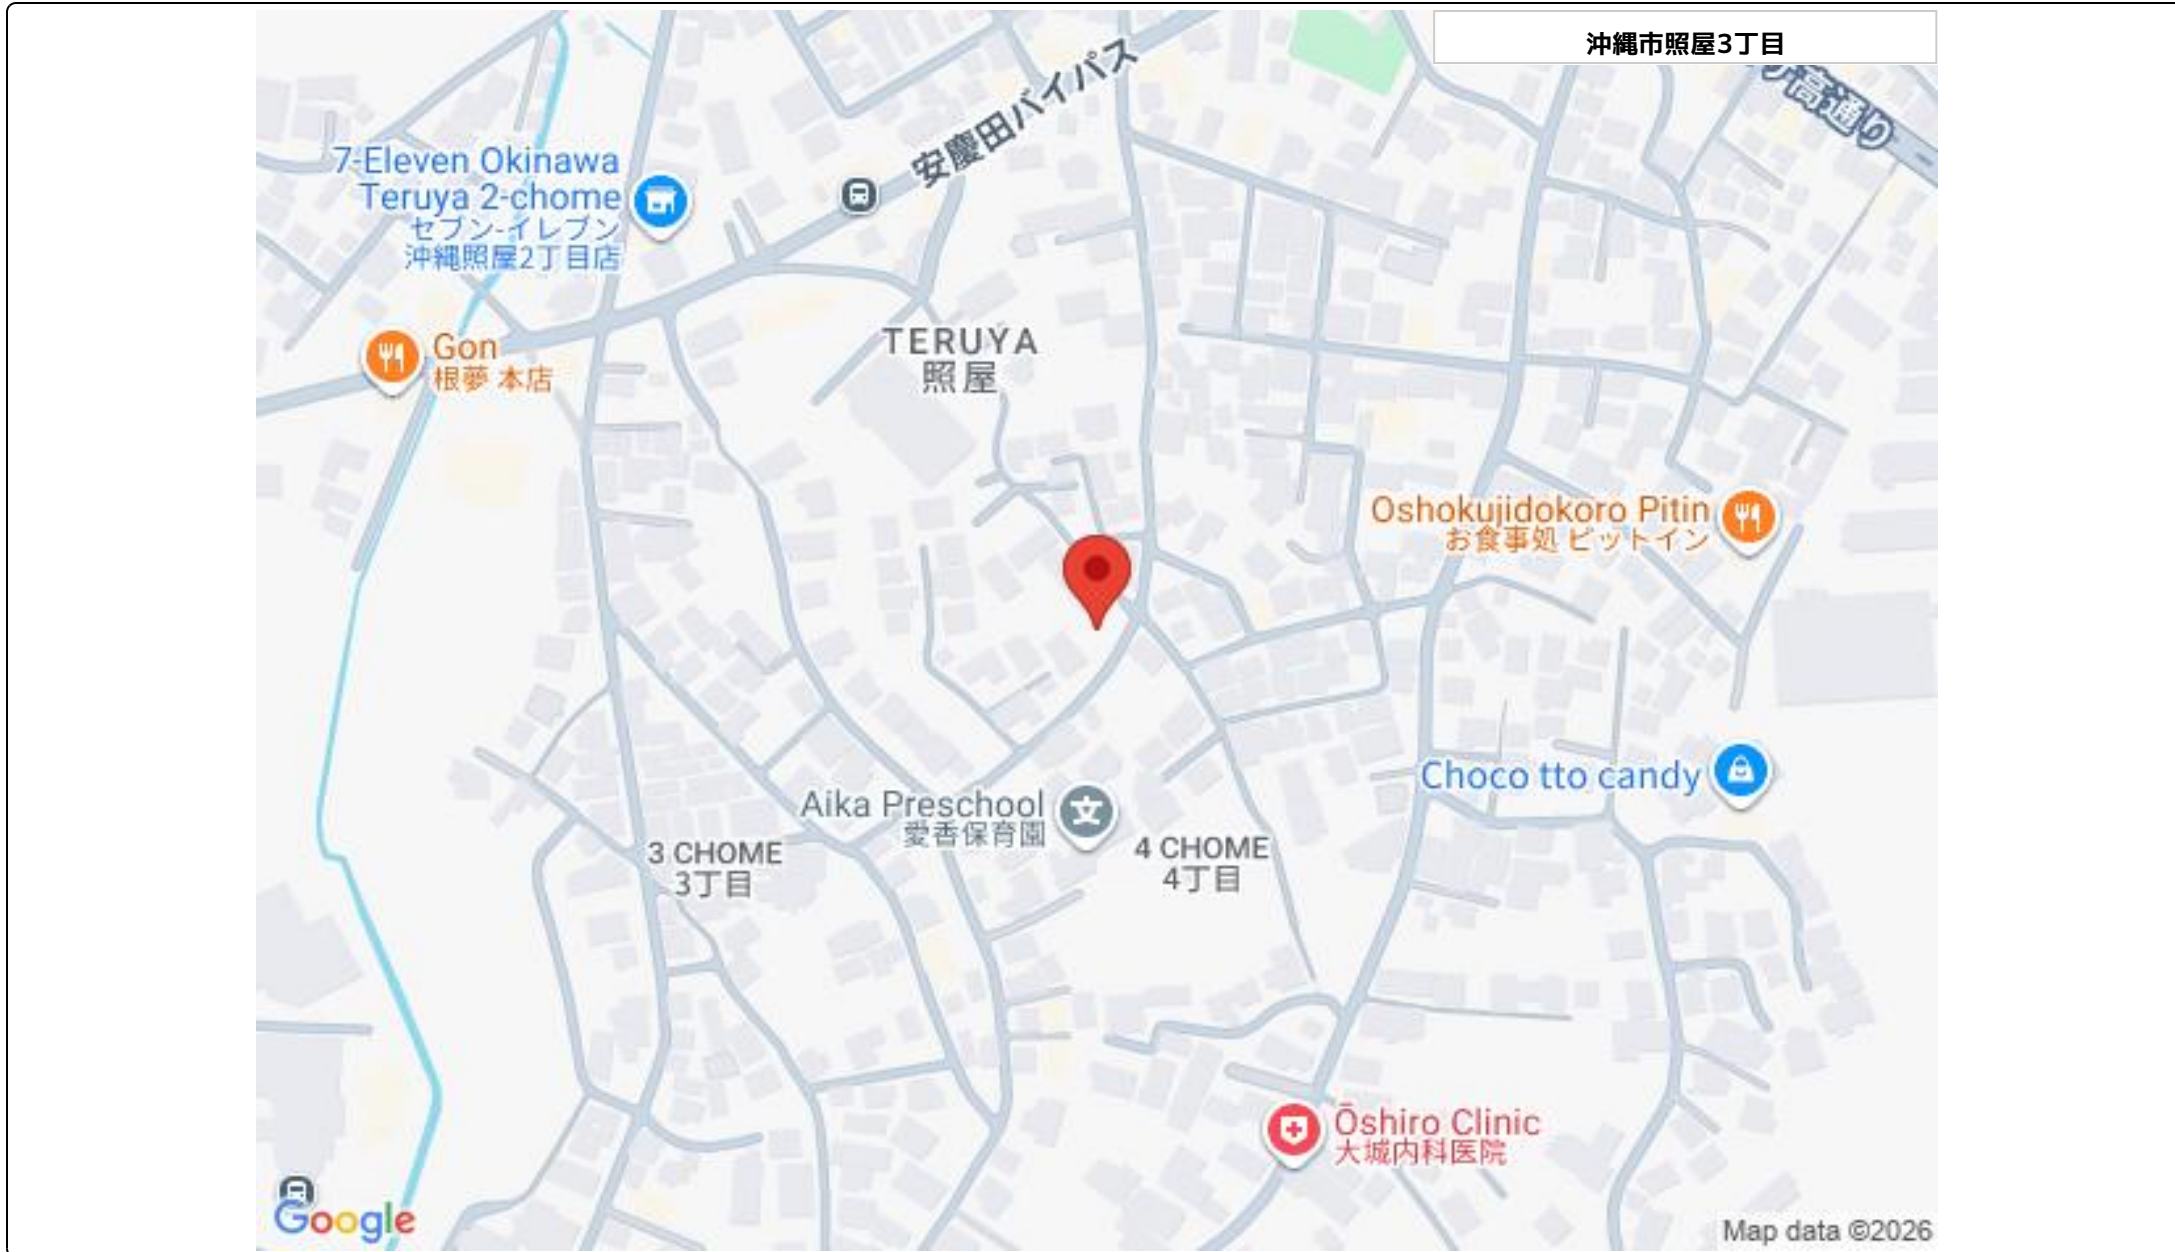 沖縄市照屋3丁目
安慶田バイパス
高通り
7-Eleven Okinawa
Teruya 2-chome
セブン-イレブン
沖縄照屋2丁目店
Gon
根夢 本店
TERUYA
照屋
Oshokujidokoro Pitin
お食事処 ピットイン
Choco tto candy
Aika Preschool
愛香保育園
3 CHOME
3丁目
4 CHOME
4丁目
Ōshiro Clinic
大城内科医院
Google
Map data ©2026